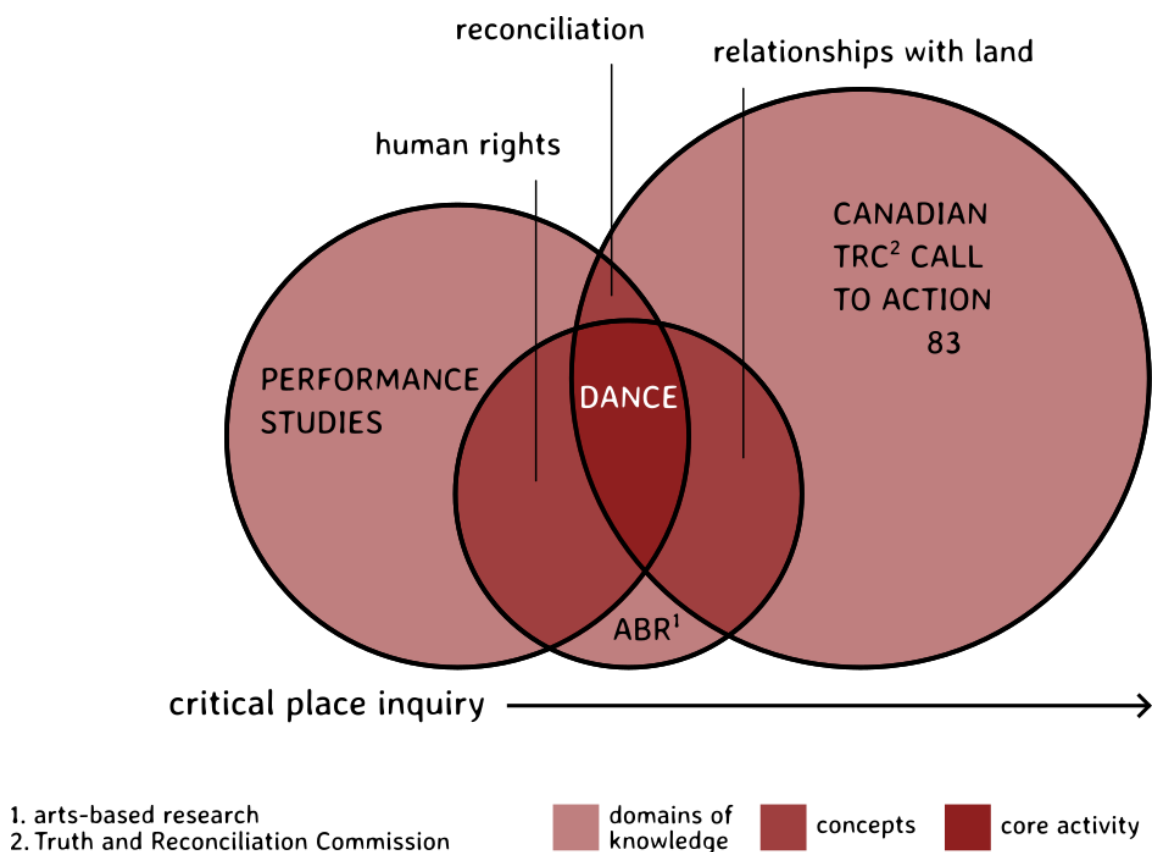 reconciliation
relationships with land
human rights
CANADIAN
TRC² CALL
TO ACTION
83
PERFORMANCE
STUDIES
DANCE
ABR¹
critical place inquiry
1. arts-based research
2. Truth and Reconciliation Commission
domains of
knowledge
concepts
core activity